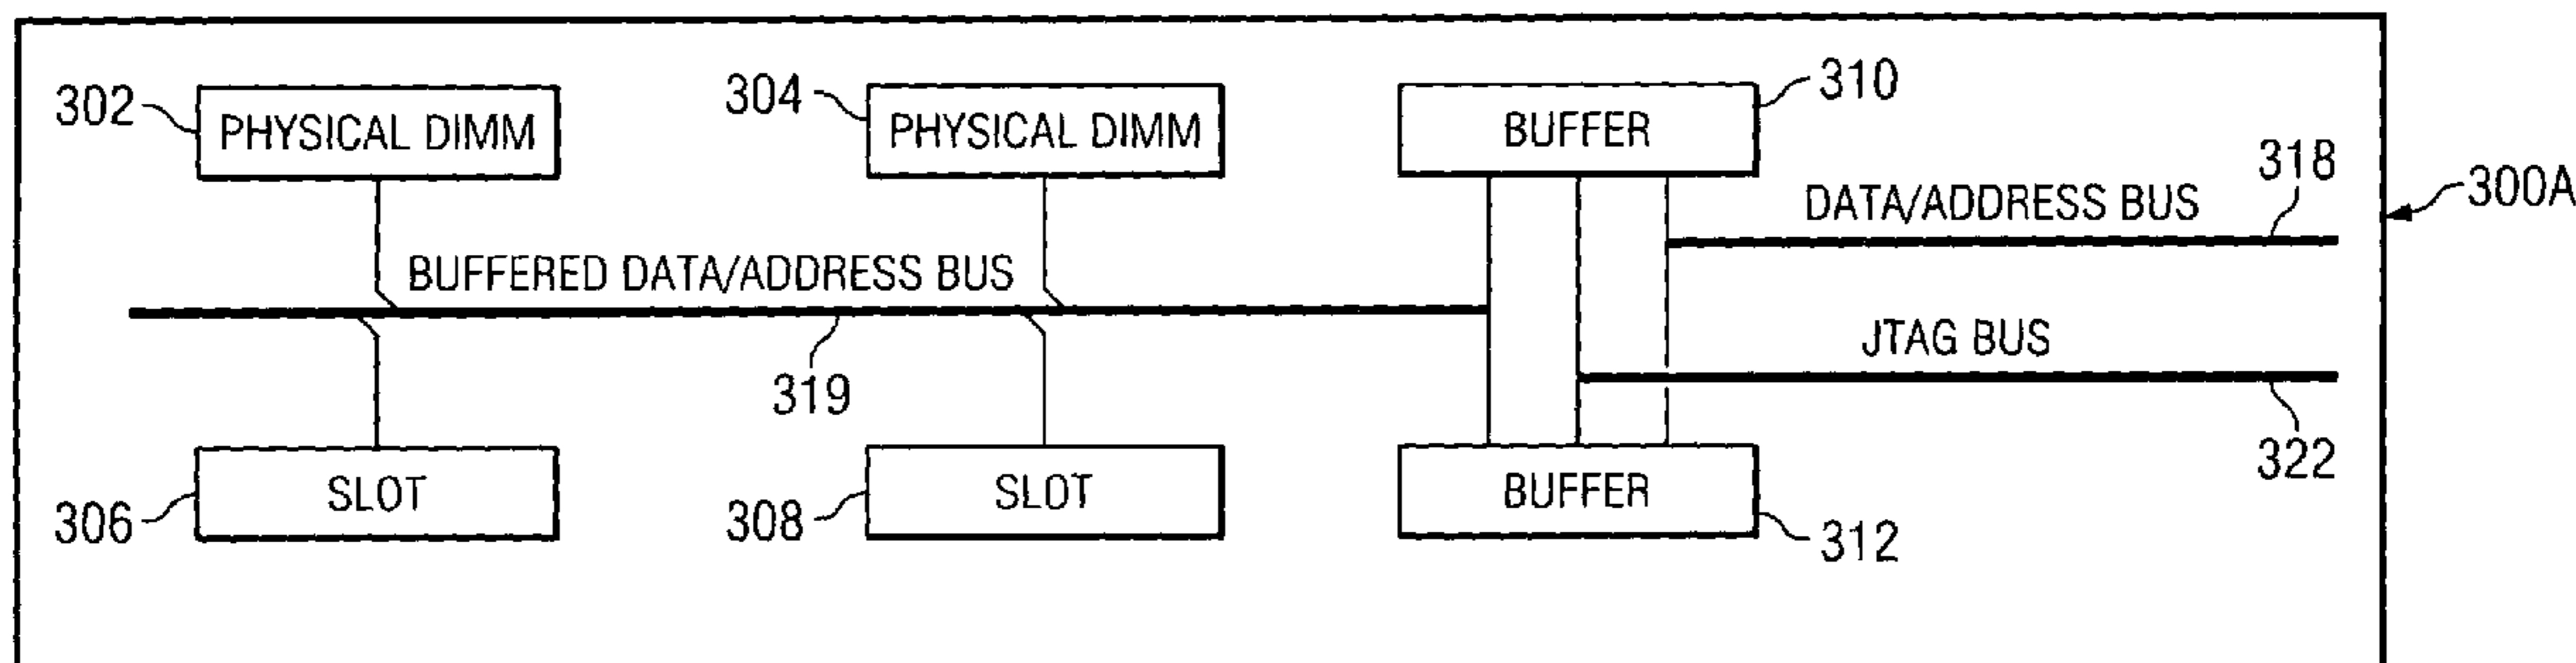 302
PHYSICAL DIMM
304
PHYSICAL DIMM
310
BUFFER
318
300A
DATA/ADDRESS BUS
BUFFERED DATA/ADDRESS BUS
JTAG BUS
319
322
306
SLOT
308
SLOT
BUFFER
312